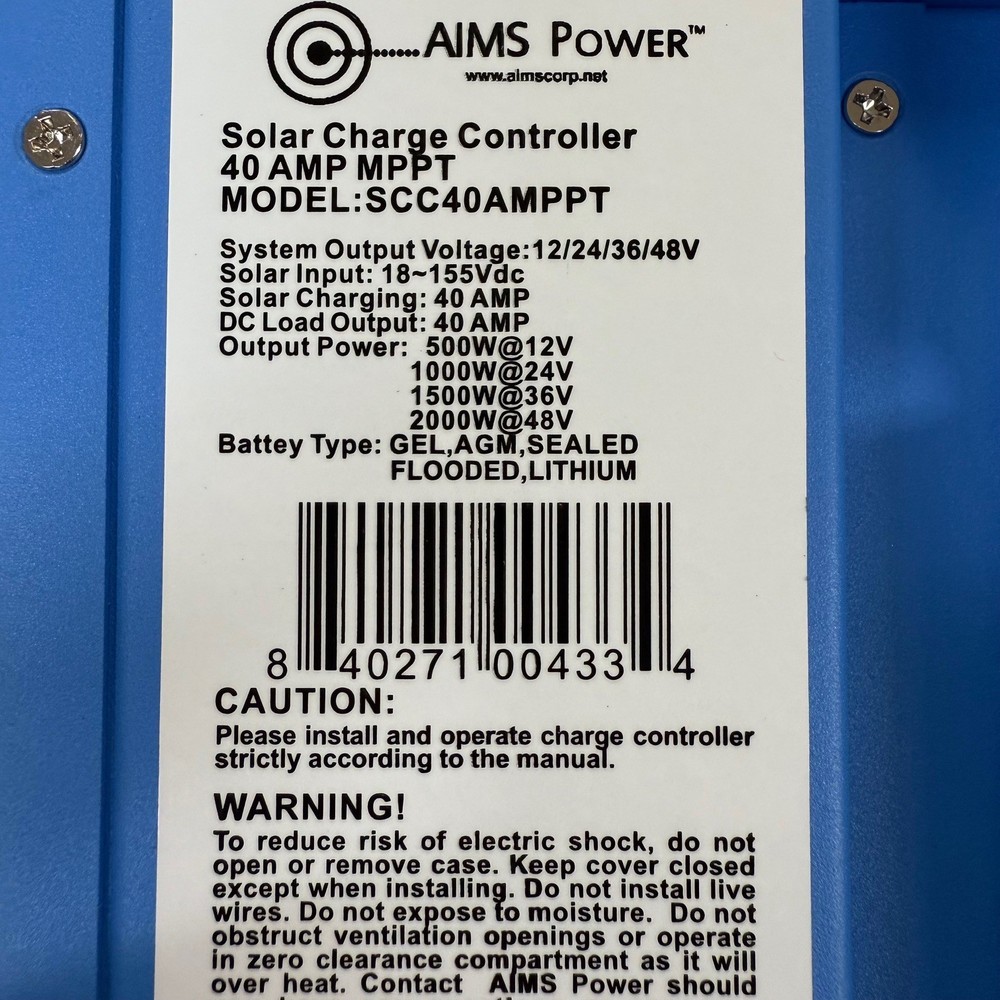 AIMS POWER™
www.aimscorp.net
Solar Charge Controller
40 AMP MPPT
MODEL:SCC40AMPPT
System Output Voltage:12/24/36/48V
Solar Input: 18~155Vdc
Solar Charging: 40 AMP
DC Load Output: 40 AMP
Output Power: 500W@12V
1000W@24V
1500W@36V
2000W@48V
Battey Type: GEL,AGM,SEALED
FLOODED,LITHIUM
8 40271 00433 4
CAUTION:
Please install and operate charge controller
strictly according to the manual.
WARNING!
To reduce risk of electric shock, do not
open or remove case. Keep cover closed
except when installing. Do not install live
wires. Do not expose to moisture. Do not
obstruct ventilation openings or operate
in zero clearance compartment as it will
over heat. Contact AIMS Power should